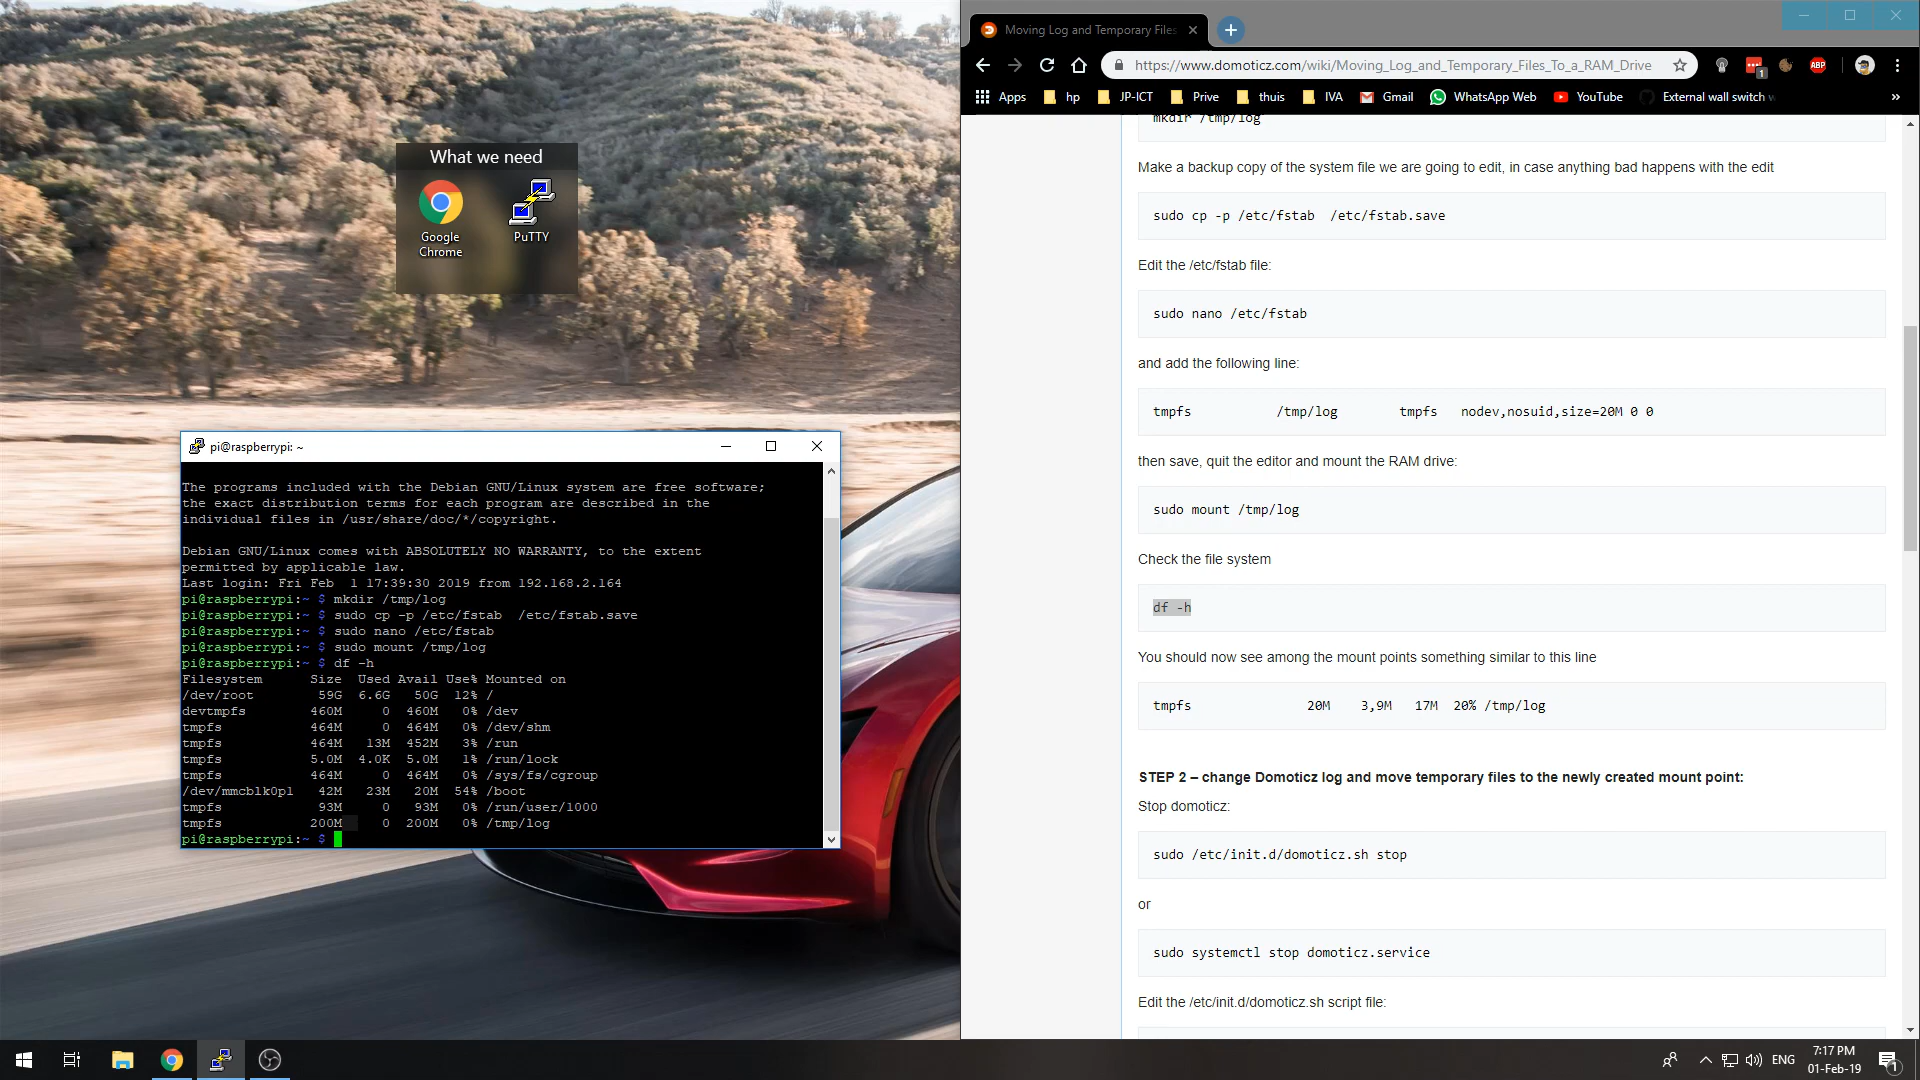 What we need
Google Chrome
PuTTY
pi@raspberrypi: ~
The programs included with the Debian GNU/Linux system are free software;
the exact distribution terms for each program are described in the
individual files in /usr/share/doc/*/copyright.
Debian GNU/Linux comes with ABSOLUTELY NO WARRANTY, to the extent
permitted by applicable law.
Last login: Fri Feb  1 17:39:30 2019 from 192.168.2.164
pi@raspberrypi:~ $ mkdir /tmp/log
pi@raspberrypi:~ $ sudo cp -p /etc/fstab  /etc/fstab.save
pi@raspberrypi:~ $ sudo nano /etc/fstab
pi@raspberrypi:~ $ sudo mount /tmp/log
pi@raspberrypi:~ $ df -h
Filesystem      Size  Used Avail Use% Mounted on
/dev/root        59G  6.6G   50G  12% /
devtmpfs        460M     0  460M   0% /dev
tmpfs           464M     0  464M   0% /dev/shm
tmpfs           464M   13M  452M   3% /run
tmpfs           5.0M  4.0K  5.0M   1% /run/lock
tmpfs           464M     0  464M   0% /sys/fs/cgroup
/dev/mmcblk0p1   42M   23M   20M  54% /boot
tmpfs            93M     0   93M   0% /run/user/1000
tmpfs           200M     0  200M   0% /tmp/log
pi@raspberrypi:~ $
Moving Log and Temporary Files
https://www.domoticz.com/wiki/Moving_Log_and_Temporary_Files_To_a_RAM_Drive
1
ABP
Apps hp JP-ICT Prive thuis IVA Gmail WhatsApp Web YouTube External wall switch »
mkdir /tmp/log
Make a backup copy of the system file we are going to edit, in case anything bad happens with the edit
sudo cp -p /etc/fstab  /etc/fstab.save
Edit the /etc/fstab file:
sudo nano /etc/fstab
and add the following line:
tmpfs           /tmp/log        tmpfs   nodev,nosuid,size=20M 0 0
then save, quit the editor and mount the RAM drive:
sudo mount /tmp/log
Check the file system
df -h
You should now see among the mount points something similar to this line
tmpfs               20M    3,9M   17M  20% /tmp/log
STEP 2 – change Domoticz log and move temporary files to the newly created mount point:
Stop domoticz:
sudo /etc/init.d/domoticz.sh stop
or
sudo systemctl stop domoticz.service
Edit the /etc/init.d/domoticz.sh script file:
ENG
7:17 PM
01-Feb-19
1